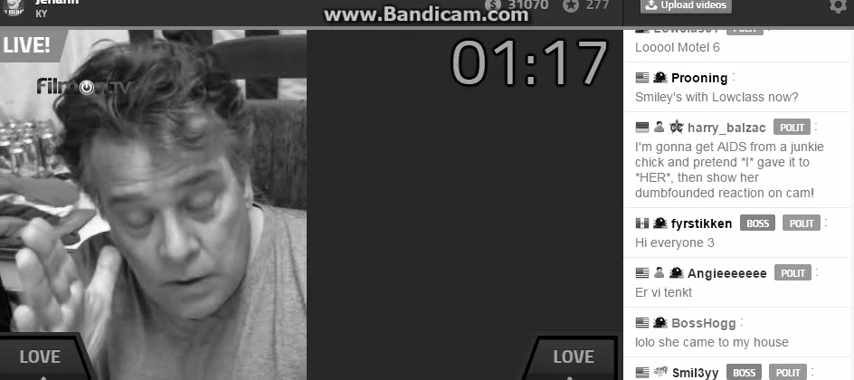 jenann
KY
www.Bandicam.com
31070
277
Upload videos
LIVE!
FilmOn.TV
01:17
LOVE
LOVE
POLIT :
Looool Motel 6
Prooning :
Smiley's with Lowclass now?
harry_balzac POLIT :
I'm gonna get AIDS from a junkie
chick and pretend *I* gave it to
*HER*, then show her
dumbfounded reaction on cam!
fyrstikken BOSS POLIT :
Hi everyone 3
Angieeeeeee POLIT :
Er vi tenkt
BossHogg :
lolo she came to my house
Smil3yy BOSS POLIT :